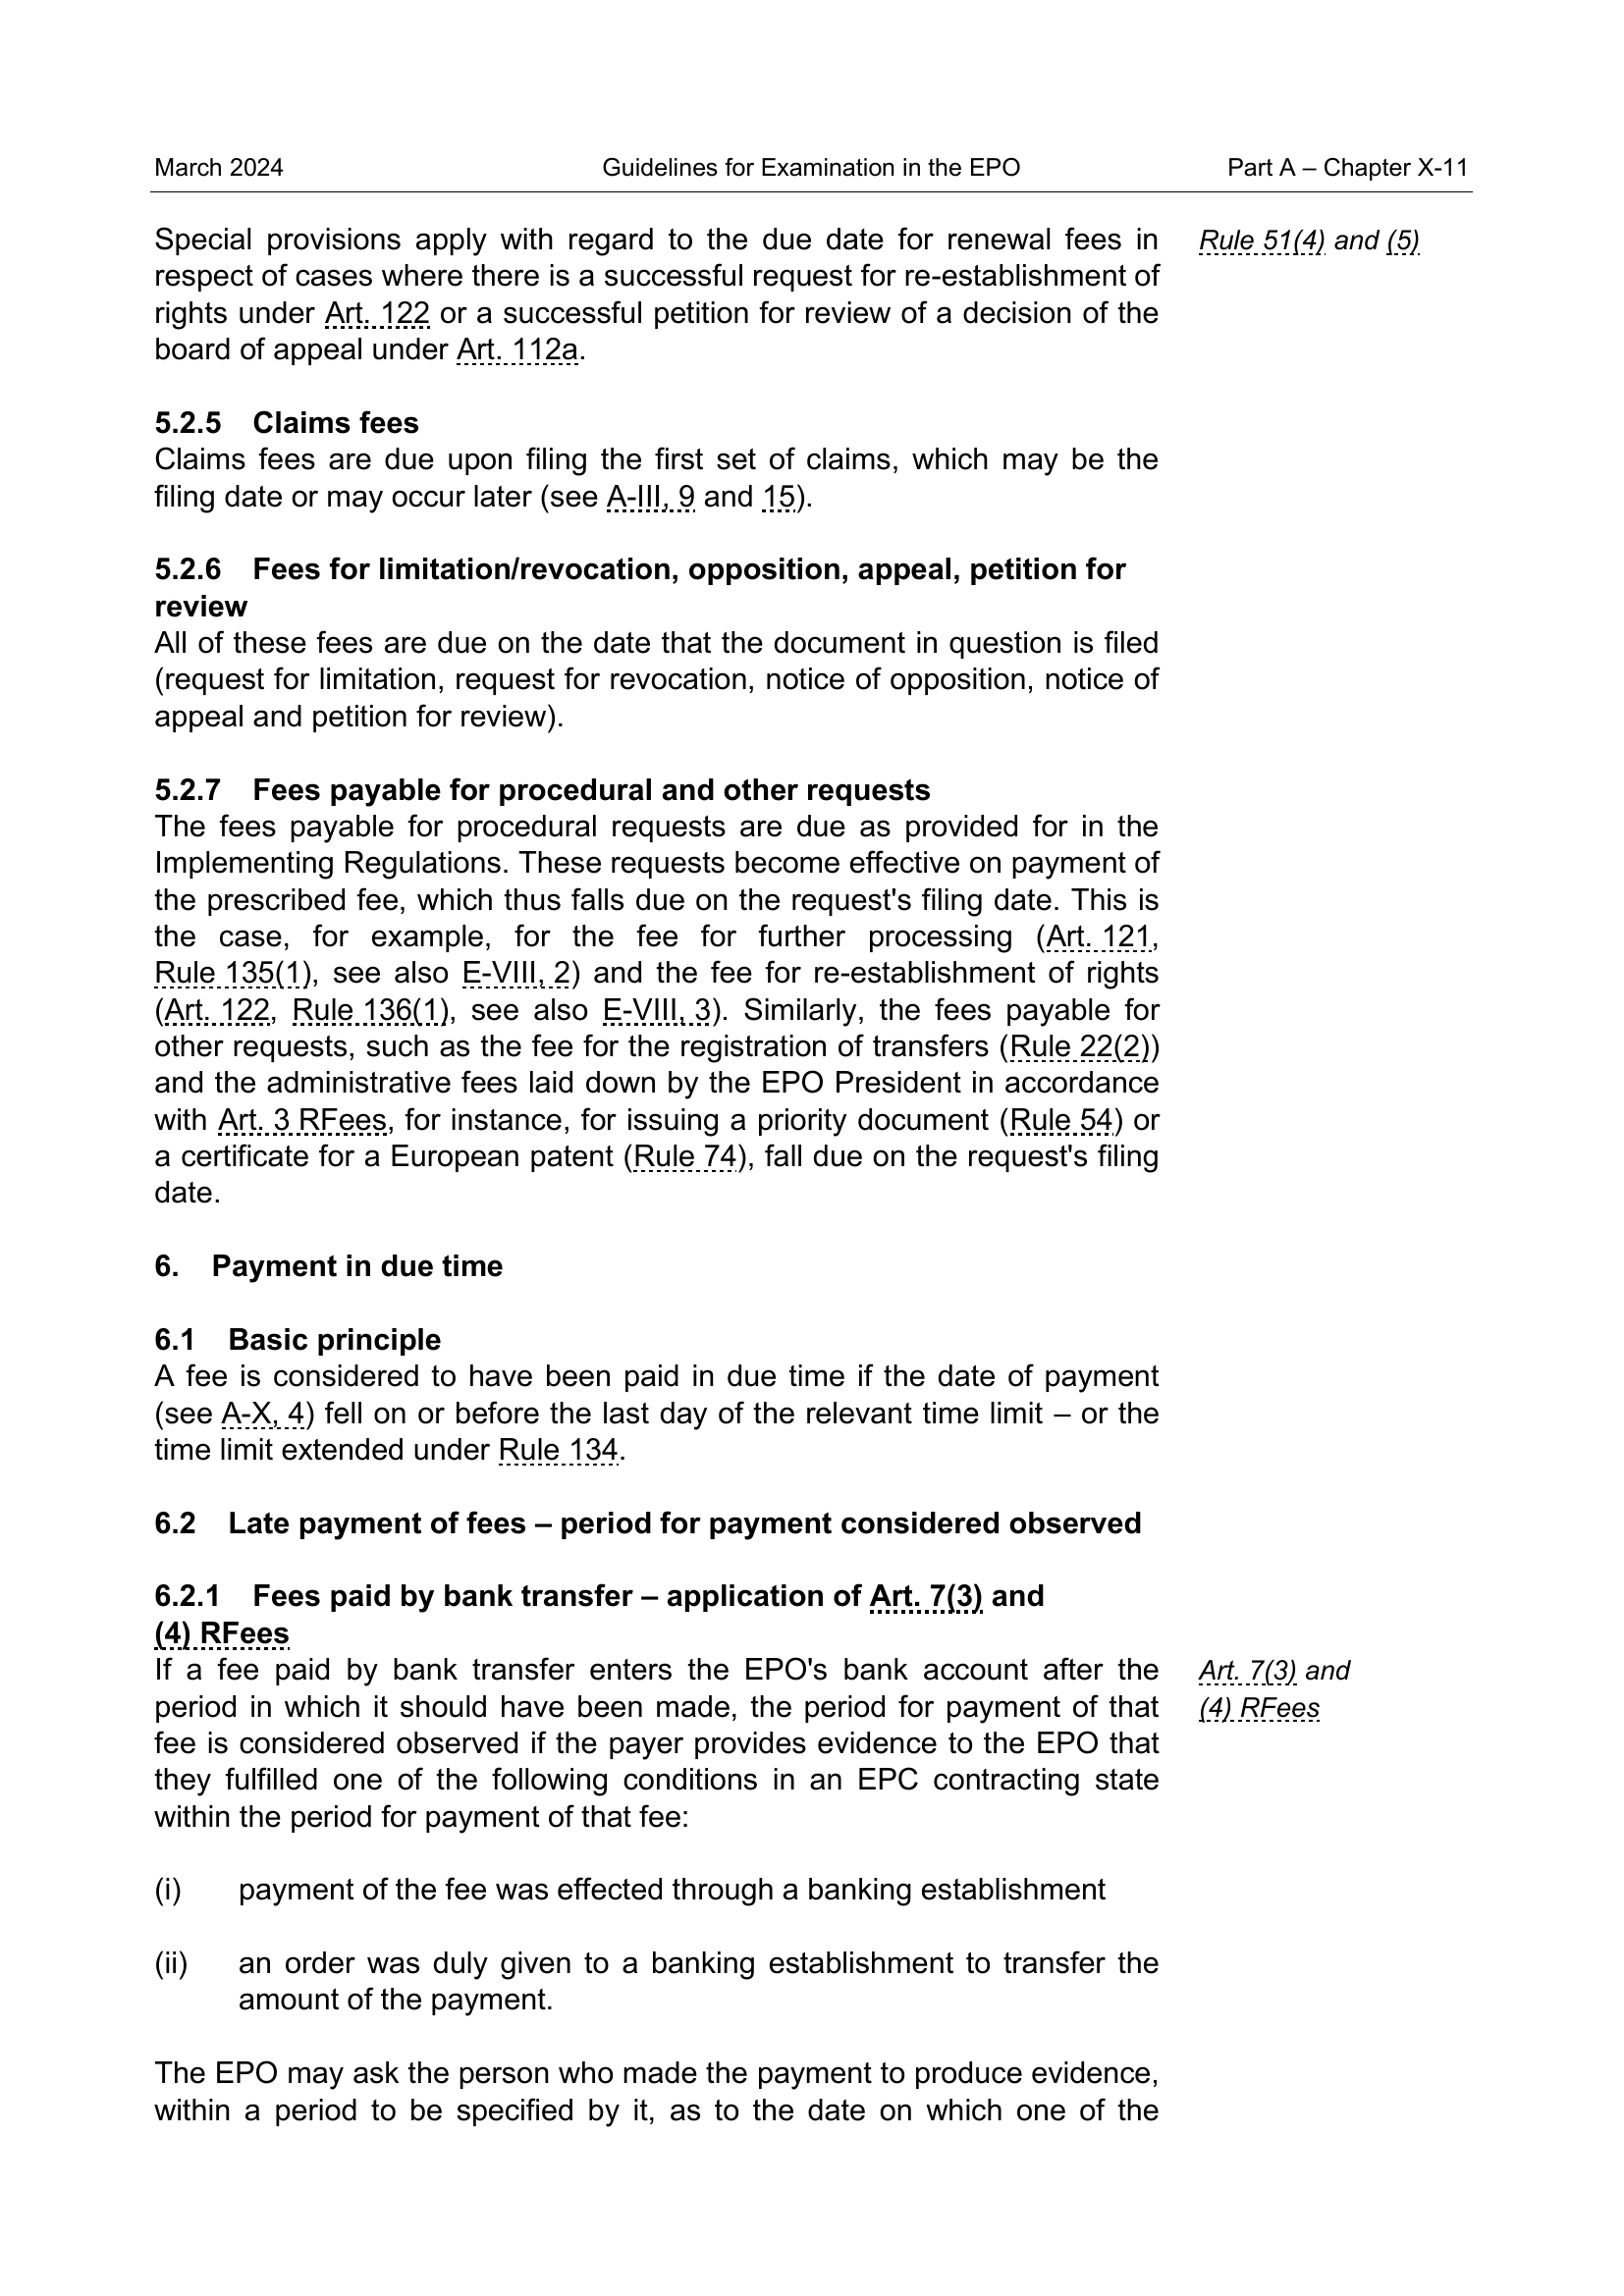 March 2024 Guidelines for Examination in the EPO Part A – Chapter X-11
Special provisions apply with regard to the due date for renewal fees in
respect of cases where there is a successful request for re-establishment of
rights under Art. 122 or a successful petition for review of a decision of the
board of appeal under Art. 112a.
Rule 51(4) and (5)
5.2.5 Claims fees
Claims fees are due upon filing the first set of claims, which may be the
filing date or may occur later (see A-III, 9 and 15).
5.2.6 Fees for limitation/revocation, opposition, appeal, petition for
review
All of these fees are due on the date that the document in question is filed
(request for limitation, request for revocation, notice of opposition, notice of
appeal and petition for review).
5.2.7 Fees payable for procedural and other requests
The fees payable for procedural requests are due as provided for in the
Implementing Regulations. These requests become effective on payment of
the prescribed fee, which thus falls due on the request's filing date. This is
the case, for example, for the fee for further processing (Art. 121,
Rule 135(1), see also E-VIII, 2) and the fee for re-establishment of rights
(Art. 122, Rule 136(1), see also E-VIII, 3). Similarly, the fees payable for
other requests, such as the fee for the registration of transfers (Rule 22(2))
and the administrative fees laid down by the EPO President in accordance
with Art. 3 RFees, for instance, for issuing a priority document (Rule 54) or
a certificate for a European patent (Rule 74), fall due on the request's filing
date.
6. Payment in due time
6.1 Basic principle
A fee is considered to have been paid in due time if the date of payment
(see A-X, 4) fell on or before the last day of the relevant time limit – or the
time limit extended under Rule 134.
6.2 Late payment of fees – period for payment considered observed
6.2.1 Fees paid by bank transfer – application of Art. 7(3) and
(4) RFees
If a fee paid by bank transfer enters the EPO's bank account after the
period in which it should have been made, the period for payment of that
fee is considered observed if the payer provides evidence to the EPO that
they fulfilled one of the following conditions in an EPC contracting state
within the period for payment of that fee:
Art. 7(3) and
(4) RFees
(i) payment of the fee was effected through a banking establishment
(ii) an order was duly given to a banking establishment to transfer the
amount of the payment.
The EPO may ask the person who made the payment to produce evidence,
within a period to be specified by it, as to the date on which one of the